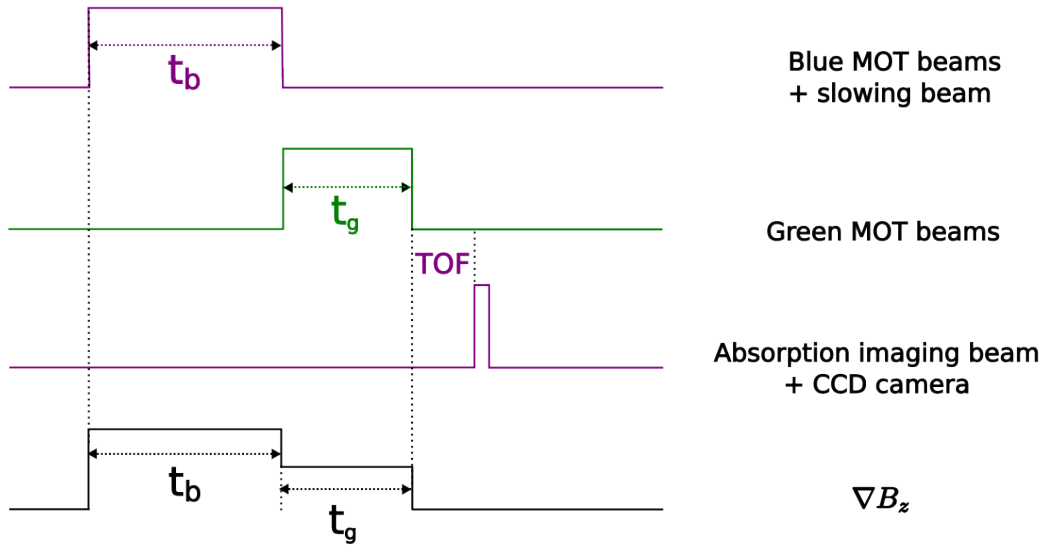 t_b
Blue MOT beams
+ slowing beam
t_g
Green MOT beams
TOF
Absorption imaging beam
+ CCD camera
t_b
t_g
∇B_z